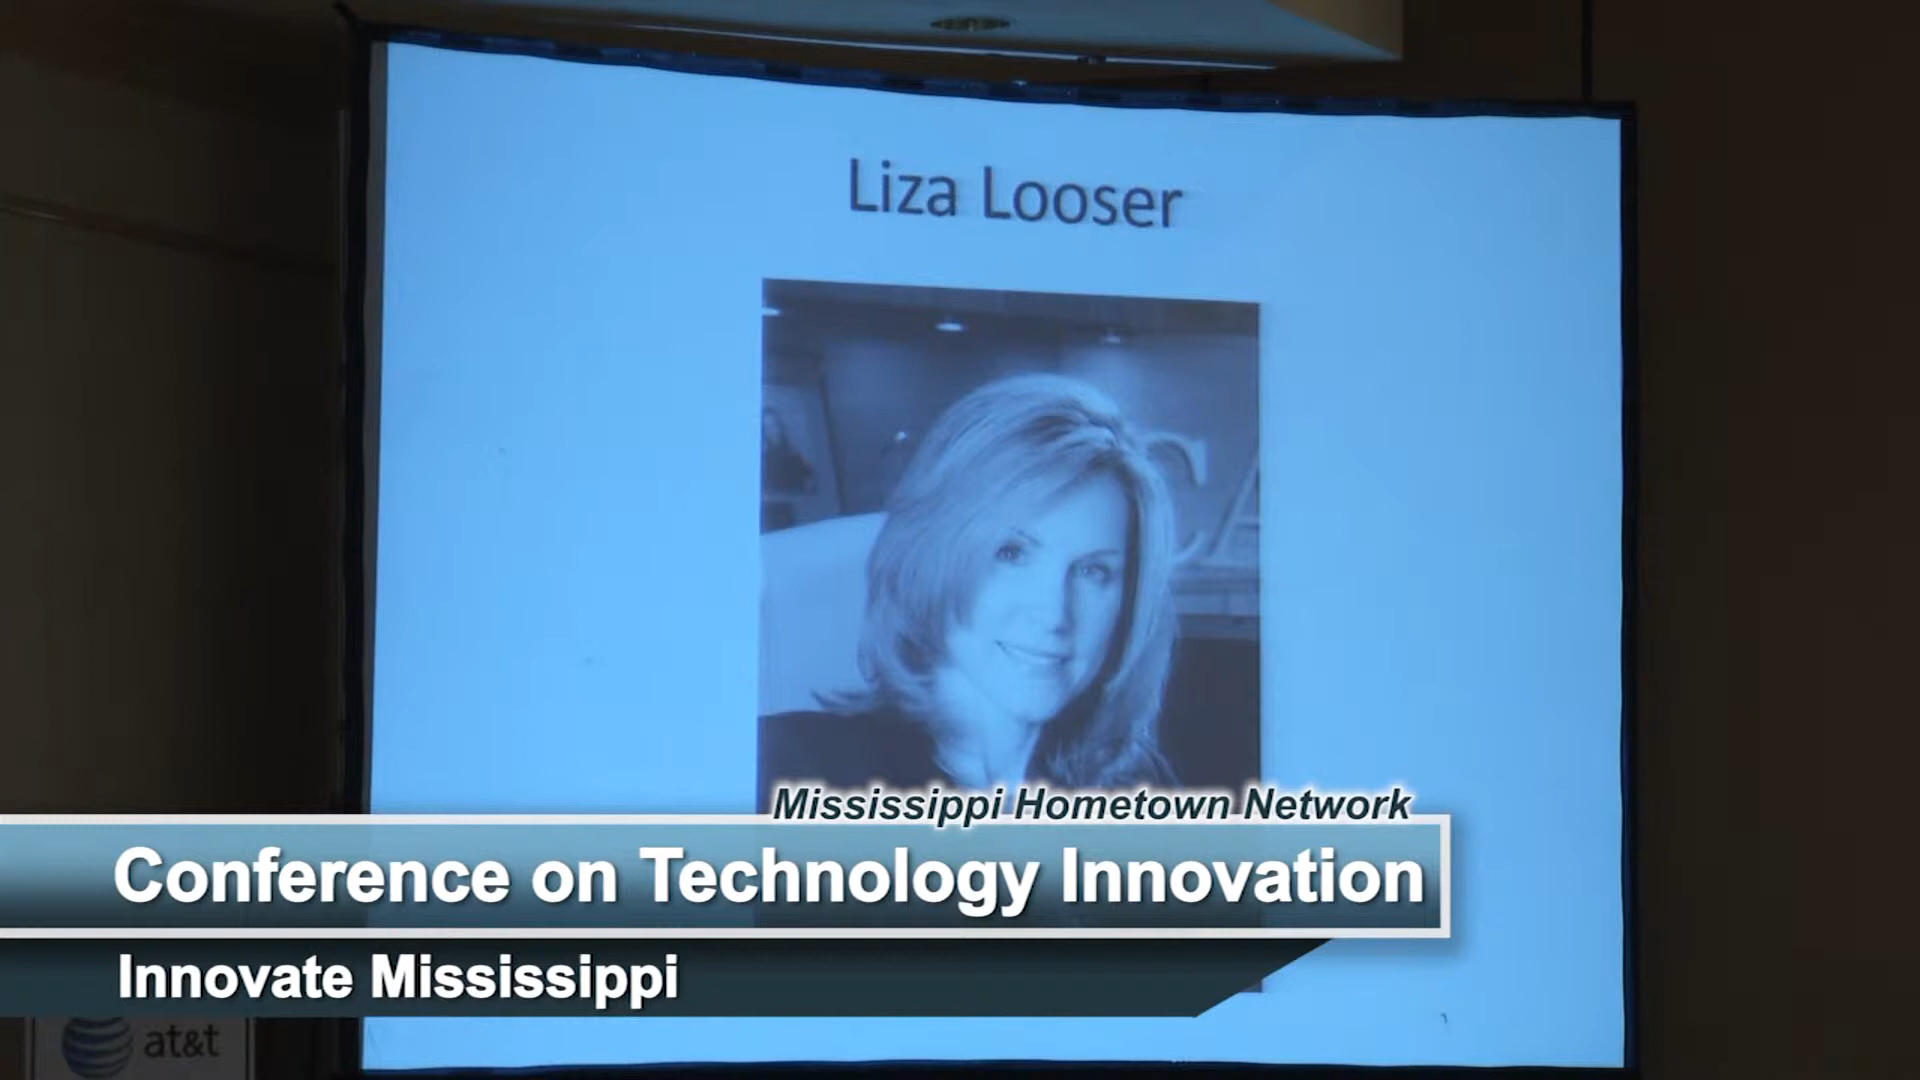 Liza Looser
Mississippi Hometown Network
Conference on Technology Innovation
Innovate Mississippi
at&t